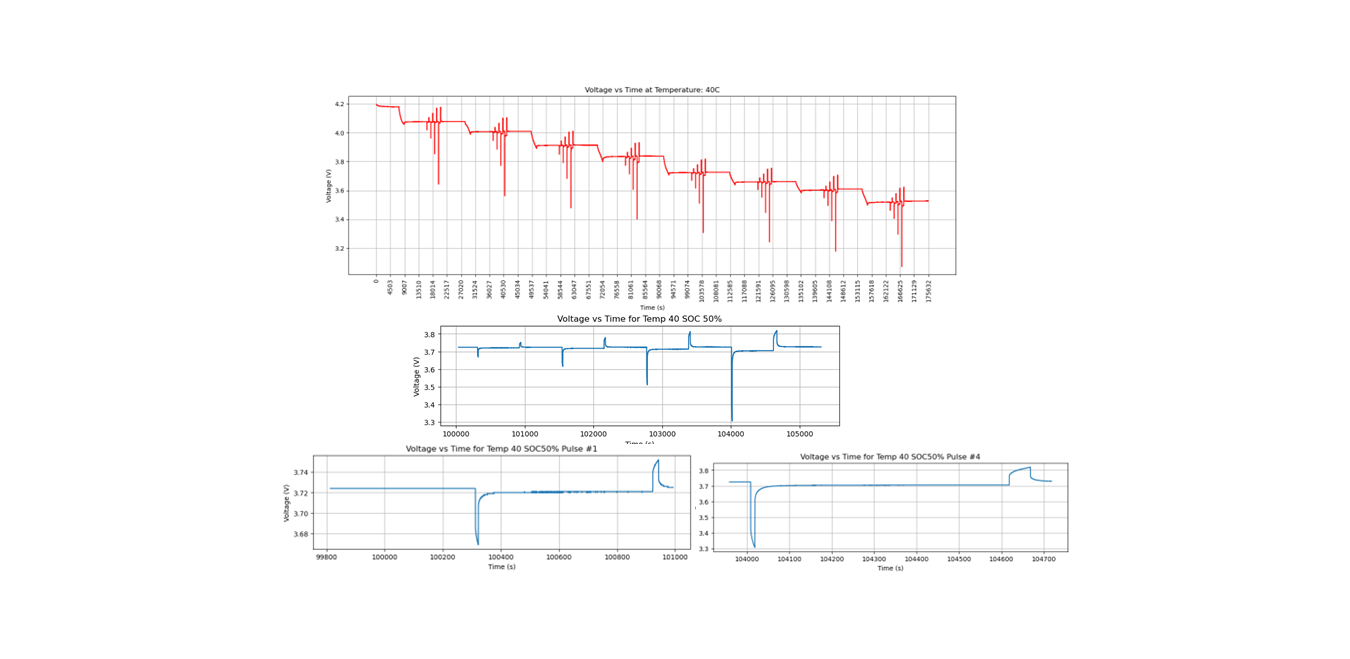 Voltage vs Time at Temperature: 40C
4.2
4.0
3.8
3.6
3.4
3.2
Voltage (V)
0 4503 9007 13510 18014 22517 27020 31524 36027 40530 45034 49537 54041 58544 63047 67551 72054 76558 81061 85564 90068 94571 99074 103578 108081 112585 117088 121591 126095 130598 135102 139605 144108 148612 153115 157618 162122 166625 171129 175632
Time (s)
Voltage vs Time for Temp 40 SOC 50%
3.8
3.7
3.6
3.5
3.4
3.3
Voltage (V)
100000 101000 102000 103000 104000 105000
Time (s)
Voltage vs Time for Temp 40 SOC50% Pulse #1
3.74
3.72
3.70
3.68
Voltage (V)
99800 100000 100200 100400 100600 100800 101000
Time (s)
Voltage vs Time for Temp 40 SOC50% Pulse #4
3.8
3.7
3.6
3.5
3.4
3.3
104000 104100 104200 104300 104400 104500 104600 104700
Time (s)